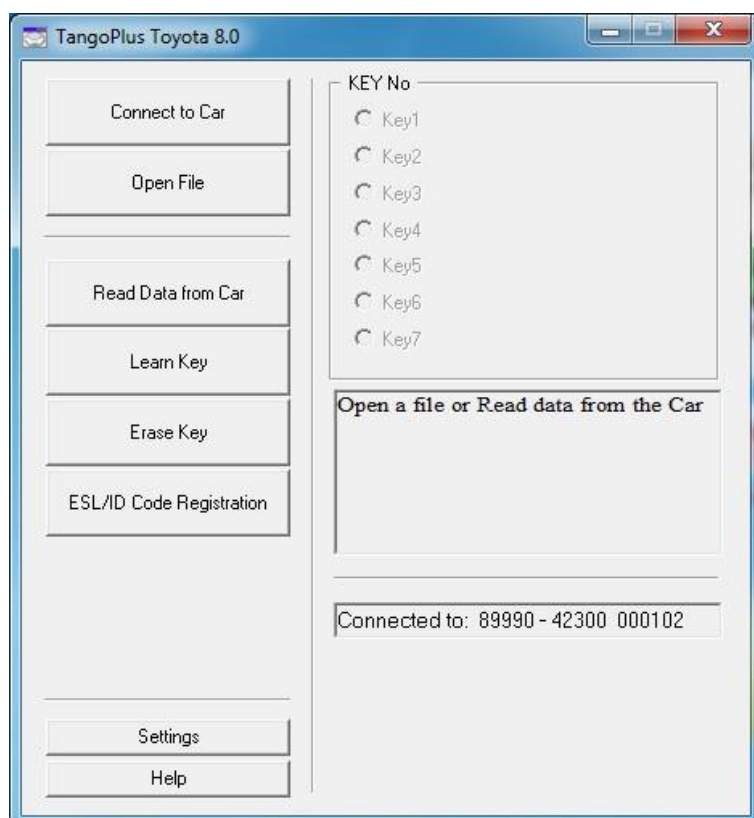 TangoPlus Toyota 8.0
Connect to Car
Open File
Read Data from Car
Learn Key
Erase Key
ESL/ID Code Registration
Settings
Help
KEY No
Key1
Key2
Key3
Key4
Key5
Key6
Key7
Open a file or Read data from the Car
Connected to: 89990 - 42300 000102